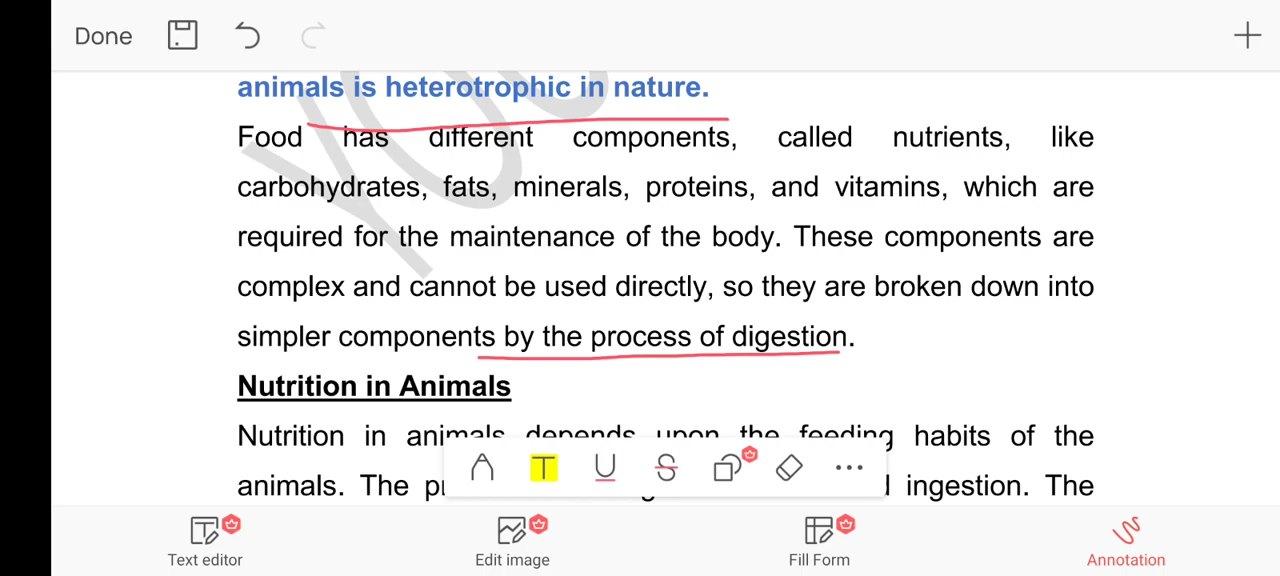 Done
animals is heterotrophic in nature.
Food has different components, called nutrients, like
carbohydrates, fats, minerals, proteins, and vitamins, which are
required for the maintenance of the body. These components are
complex and cannot be used directly, so they are broken down into
simpler components by the process of digestion.
Nutrition in Animals
Nutrition in animals depends upon the feeding habits of the
animals. The ingestion. The
Text editor
Edit image
Fill Form
Annotation